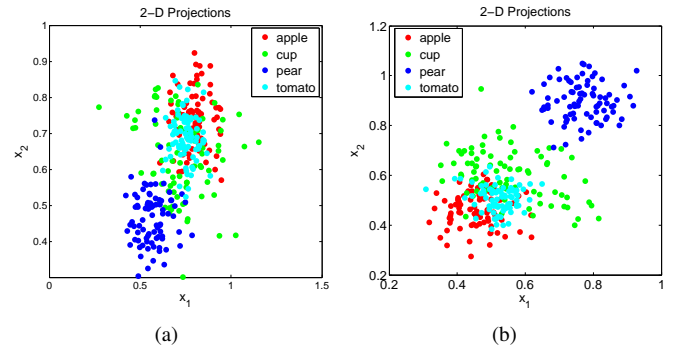 2-D Projections
1
0.9
0.8
0.7
0.6
0.5
0.4
0
0.5
1
1.5
x2
x1
apple
cup
pear
tomato
(a)
2-D Projections
1.2
1
0.8
0.6
0.4
0.2
0.2
0.4
0.6
0.8
1
x2
x1
apple
cup
pear
tomato
(b)